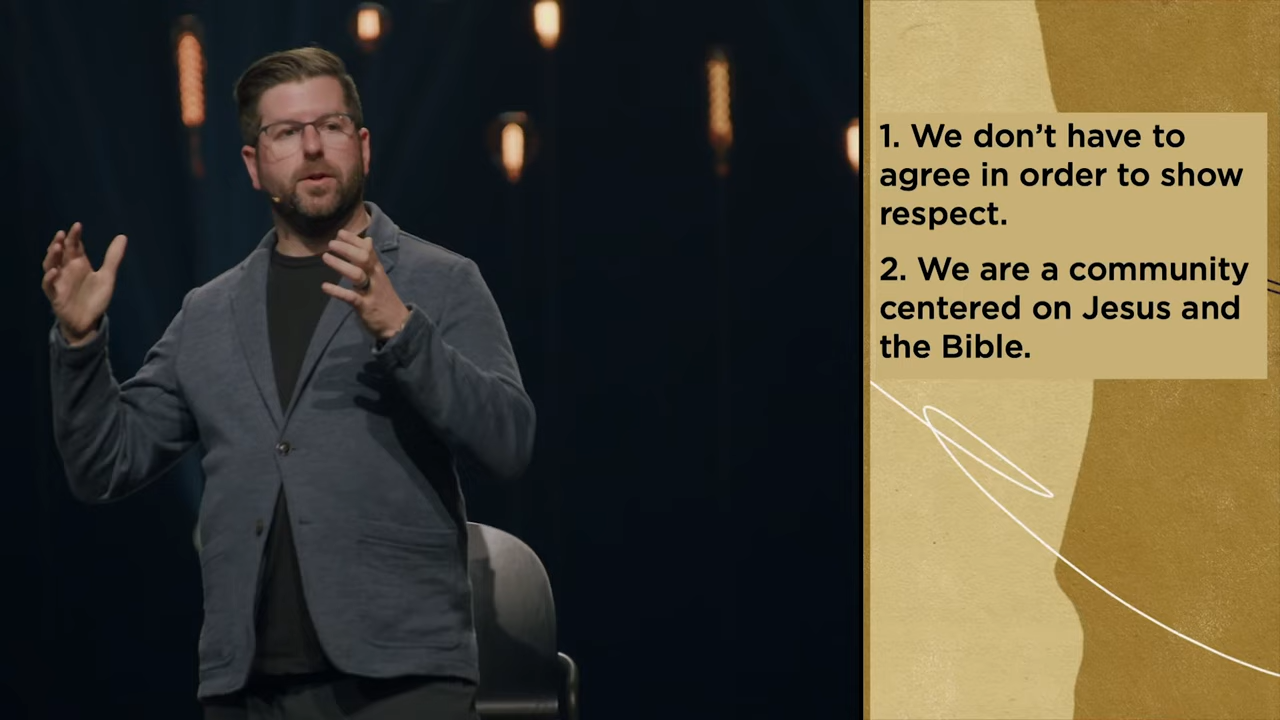 1. We don’t have to
agree in order to show
respect.
2. We are a community
centered on Jesus and
the Bible.